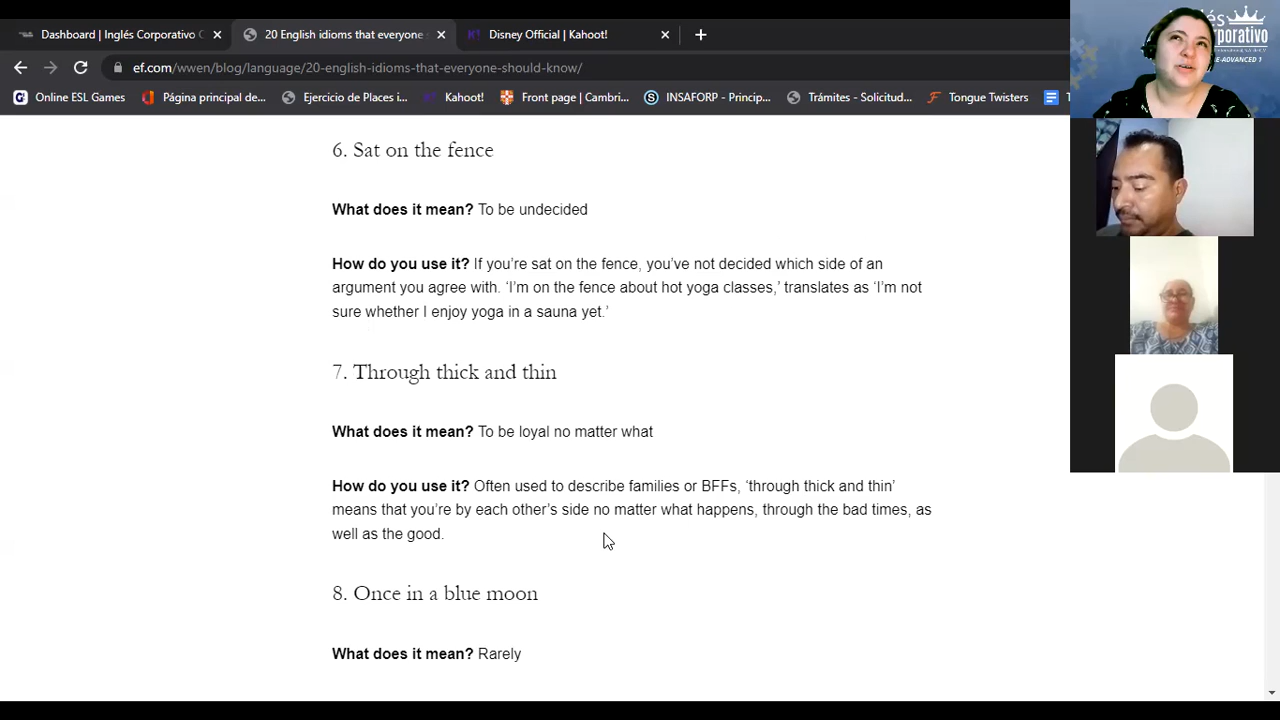 Dashboard | Inglés Corporativo
20 English idioms that everyone
Disney Official | Kahoot!
ef.com/wwen/blog/language/20-english-idioms-that-everyone-should-know/
Online ESL Games
Página principal de...
Ejercicio de Places i...
Kahoot!
Front page | Cambri...
INSAFORP - Princip...
Trámites - Solicitud...
Tongue Twisters
6. Sat on the fence
What does it mean? To be undecided
How do you use it? If you're sat on the fence, you've not decided which side of an
argument you agree with. ‘I'm on the fence about hot yoga classes,’ translates as ‘I'm not
sure whether I enjoy yoga in a sauna yet.’
7. Through thick and thin
What does it mean? To be loyal no matter what
How do you use it? Often used to describe families or BFFs, ‘through thick and thin’
means that you're by each other's side no matter what happens, through the bad times, as
well as the good.
8. Once in a blue moon
What does it mean? Rarely